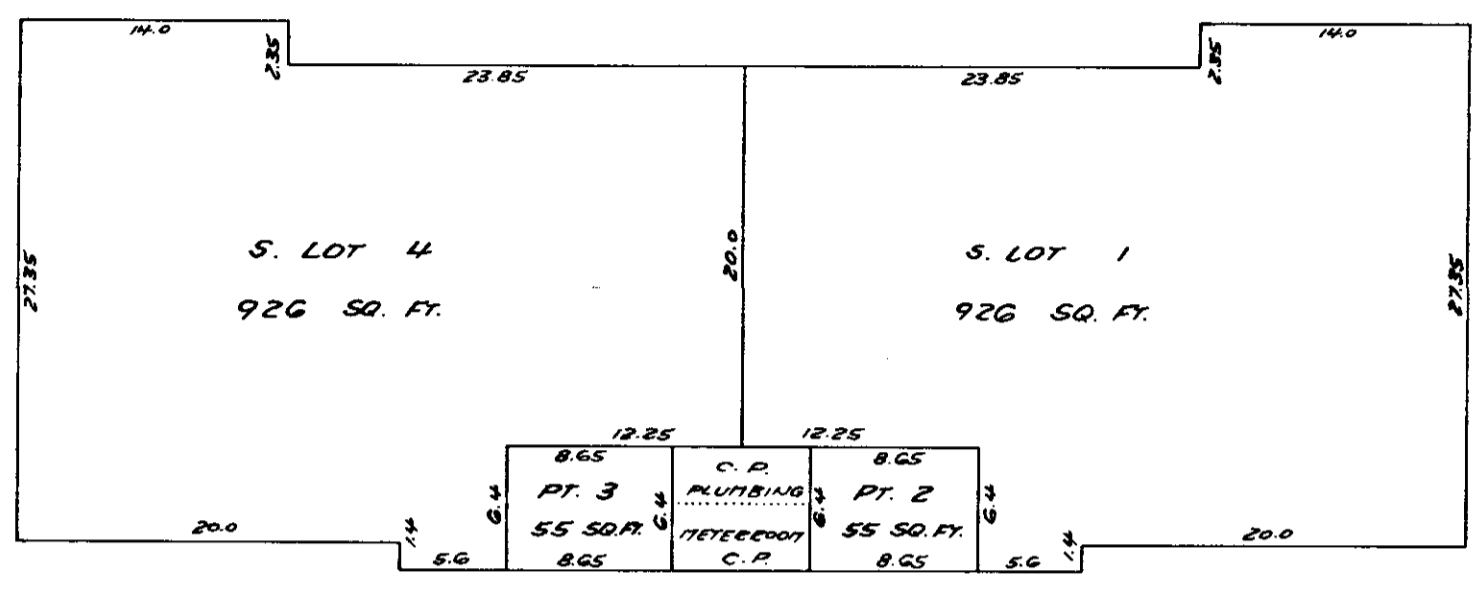 14.0
14.0
2.35
2.35
23.85
23.85
S. LOT 4
S. LOT 1
27.35
20.0
27.35
926 SQ. FT.
926 SQ. FT.
12.25
12.25
8.65
C. P.
8.65
6.4
PT. 3
6.4
PLUMBING
6.4
PT. 2
6.4
20.0
1.4
55 SQ.FT.
METER ROOM
55 SQ. FT.
1.4
20.0
5.6
8.65
C. P.
8.65
5.6